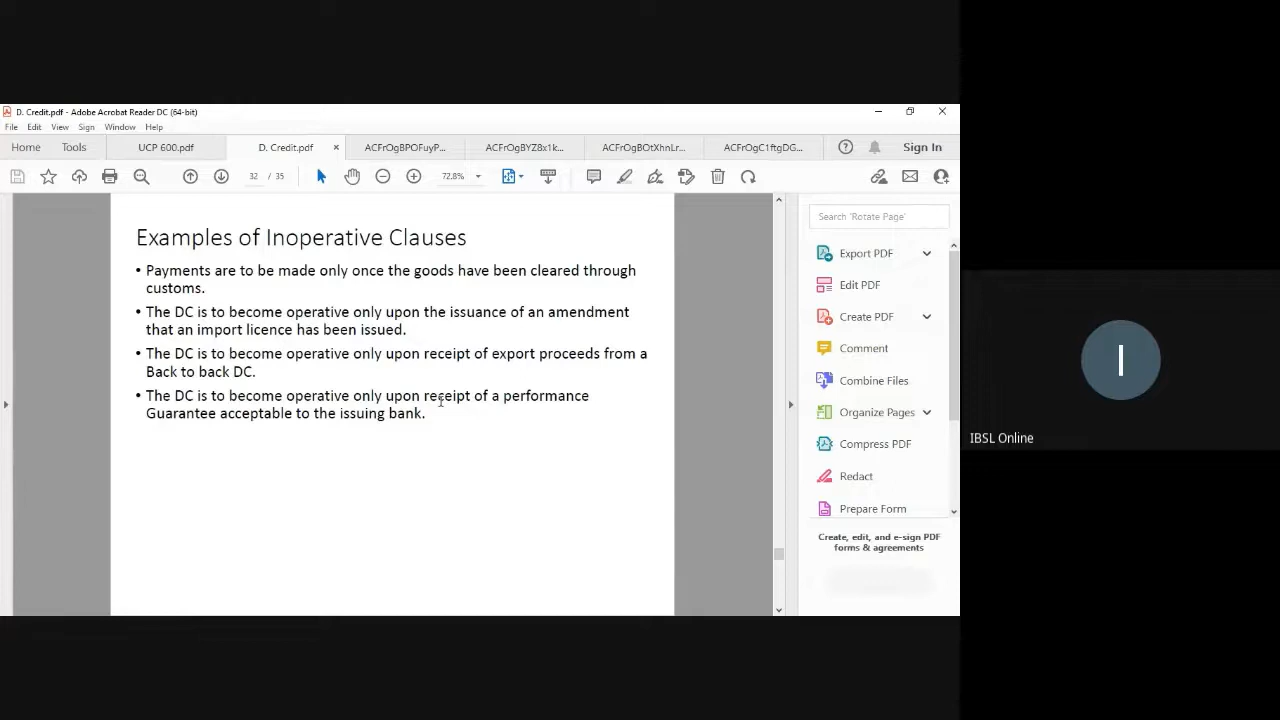 D. Credit.pdf - Adobe Acrobat Reader DC (64-bit)
File Edit View Sign Window Help
Home Tools UCP 600.pdf D. Credit.pdf × ACFrOgBPOFuyP... ACFrOgBYZ8x1k... ACFrOgBOtXhnLr... ACFrOgC1ftgDG... Sign In
32 / 35 72.8%
Examples of Inoperative Clauses
• Payments are to be made only once the goods have been cleared through
customs.
• The DC is to become operative only upon the issuance of an amendment
that an import licence has been issued.
• The DC is to become operative only upon receipt of export proceeds from a
Back to back DC.
• The DC is to become operative only upon receipt of a performance
Guarantee acceptable to the issuing bank.
Search 'Rotate Page'
Export PDF
Edit PDF
Create PDF
Comment
Combine Files
Organize Pages
Compress PDF
Redact
Prepare Form
Create, edit, and e-sign PDF
forms & agreements
I
IBSL Online